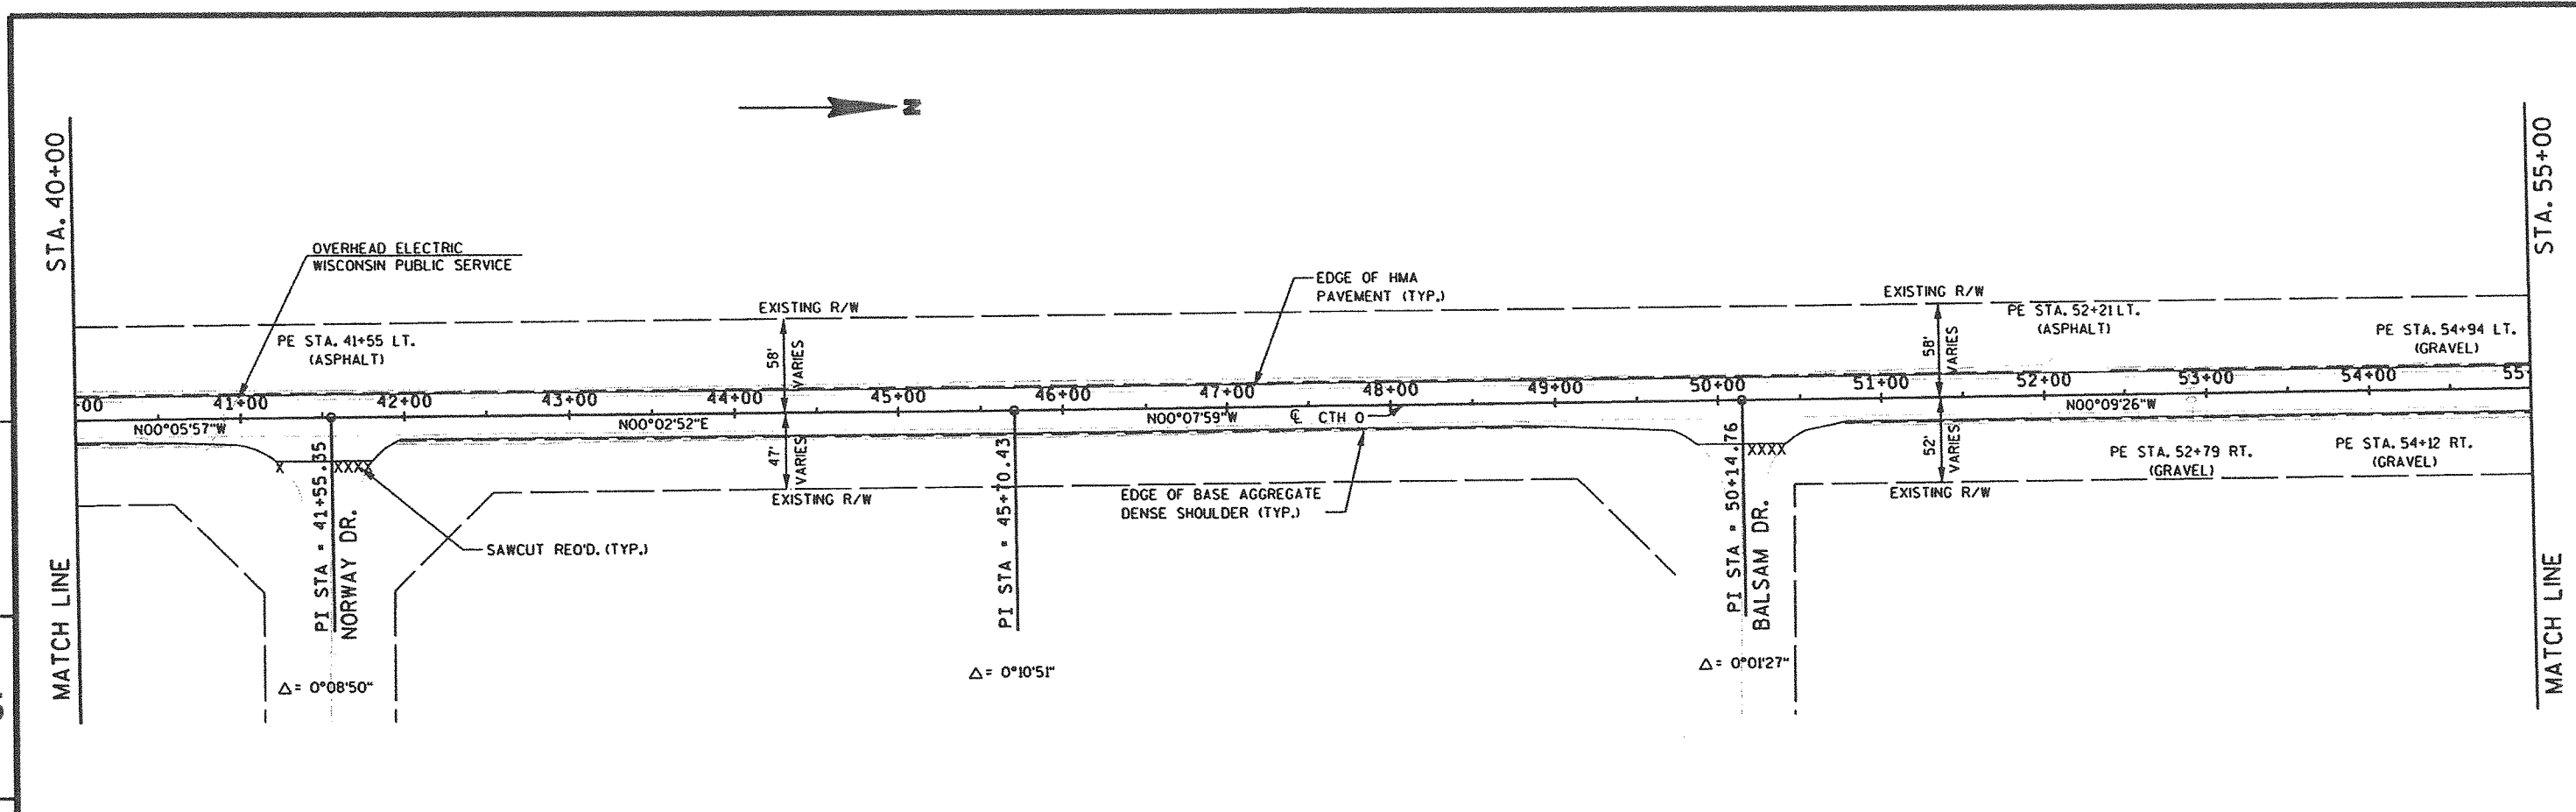 N
STA. 40+00
STA. 55+00
OVERHEAD ELECTRIC
WISCONSIN PUBLIC SERVICE
EDGE OF HMA
PAVEMENT (TYP.)
EXISTING R/W
EXISTING R/W
PE STA. 41+55 LT.
(ASPHALT)
58'
VARIES
58'
VARIES
PE STA. 52+21 LT.
(ASPHALT)
PE STA. 54+94 LT.
(GRAVEL)
+00 41+00 42+00 43+00 44+00 45+00 46+00 47+00 48+00 49+00 50+00 51+00 52+00 53+00 54+00 55+
N00°05'57"W
N00°02'52"E
N00°07'59"W
℄ CTH O
N00°09'26"W
47'
VARIES
52'
VARIES
PE STA. 52+79 RT.
(GRAVEL)
PE STA. 54+12 RT.
(GRAVEL)
X XXXX
XXXX
EXISTING R/W
EXISTING R/W
EDGE OF BASE AGGREGATE
DENSE SHOULDER (TYP.)
SAWCUT REQ'D. (TYP.)
PI STA = 41+55.35
NORWAY DR.
PI STA = 45+70.43
PI STA = 50+14.76
BALSAM DR.
MATCH LINE
MATCH LINE
Δ= 0°08'50"
Δ= 0°10'51"
Δ= 0°01'27"